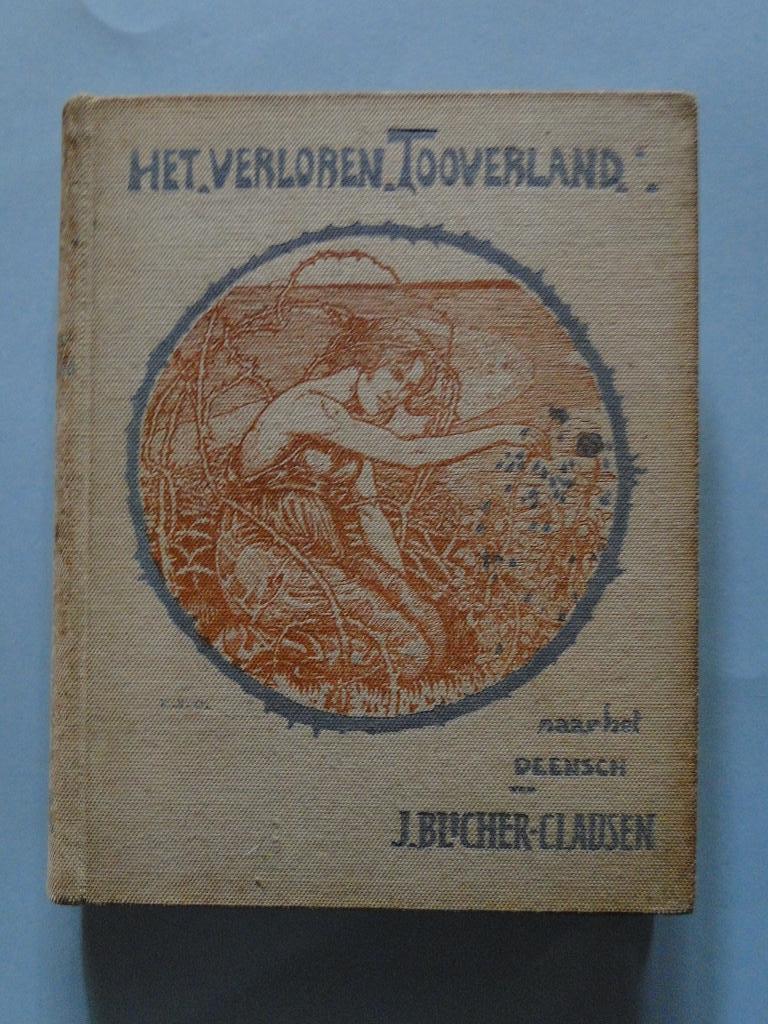 HET VERLOREN TOOVERLAND
naar het
DEENSCH
van
J. BLICHER-CLAUSEN